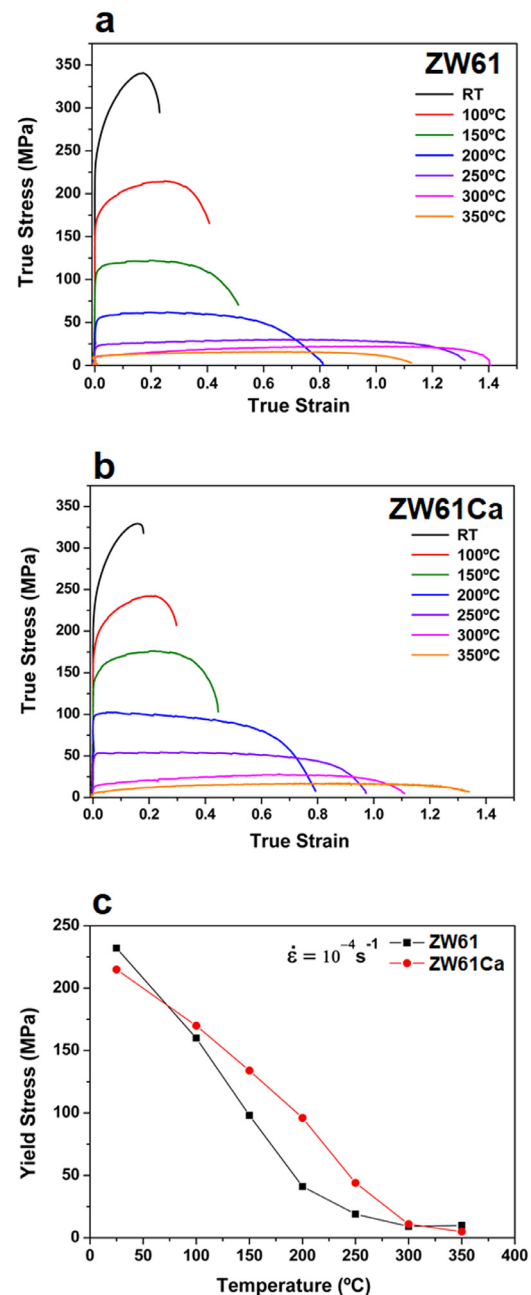 a
ZW61
RT
100ºC
150ºC
200ºC
250ºC
300ºC
350ºC
350
300
250
200
150
100
50
0
True Stress (MPa)
0.0 0.2 0.4 0.6 0.8 1.0 1.2 1.4
True Strain
b
ZW61Ca
RT
100ºC
150ºC
200ºC
250ºC
300ºC
350ºC
350
300
250
200
150
100
50
0
True Stress (MPa)
0.0 0.2 0.4 0.6 0.8 1.0 1.2 1.4
True Strain
c
ε̇ = 10⁻⁴ s⁻¹
ZW61
ZW61Ca
250
200
150
100
50
0
Yield Stress (MPa)
0 50 100 150 200 250 300 350 400
Temperature (ºC)